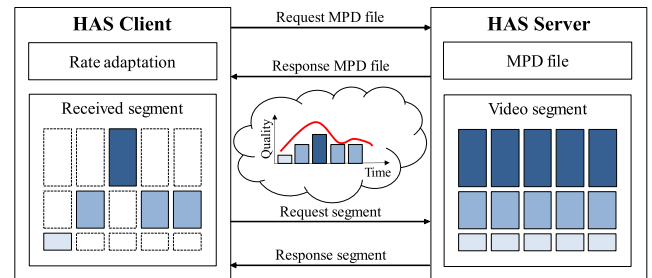 HAS Client
Rate adaptation
Received segment
Request MPD file
Response MPD file
Quality
Time
Request segment
Response segment
HAS Server
MPD file
Video segment